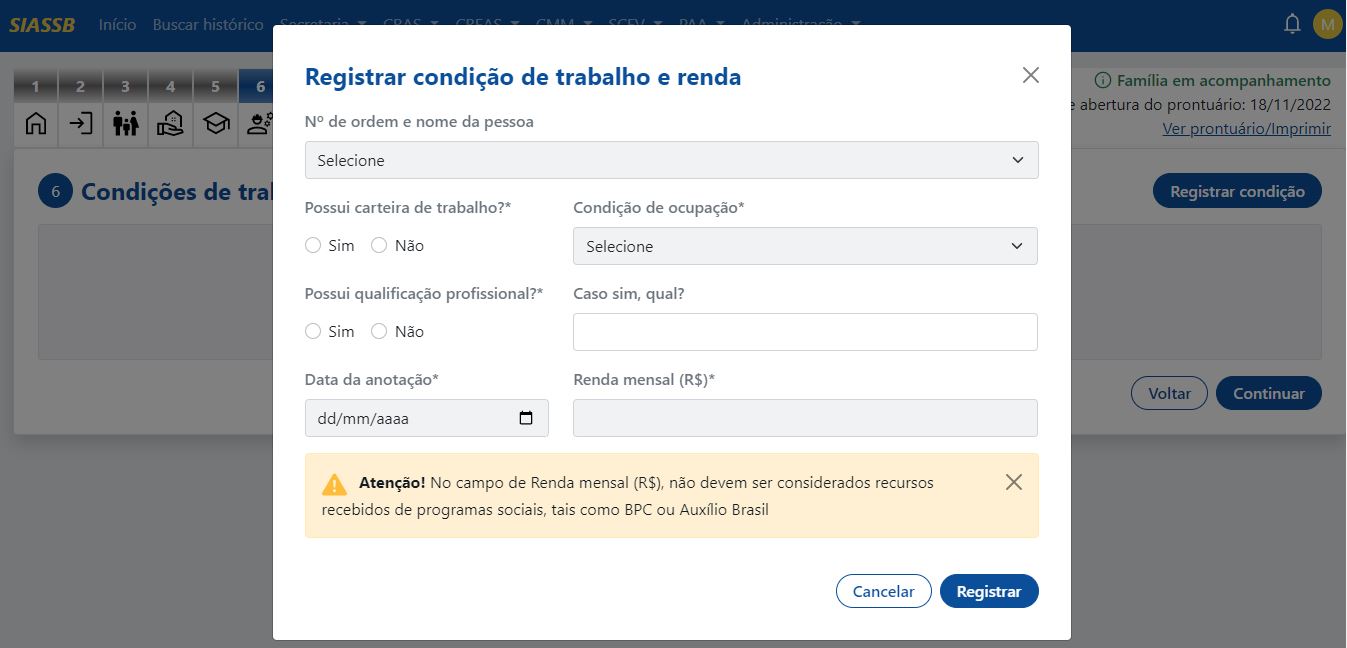 SIASSB Início Buscar histórico Secretaria CRAS CREAS CMM SCFV PAA Administração M
Registrar condição de trabalho e renda
1 2 3 4 5 6
Família em acompanhamento
abertura do prontuário: 18/11/2022
Ver prontuário/Imprimir
Nº de ordem e nome da pessoa
Selecione
6 Condições de
Registrar condição
Possui carteira de trabalho?* Condição de ocupação*
Sim Não Selecione
Possui qualificação profissional?* Caso sim, qual?
Sim Não
Data da anotação* Renda mensal (R$)*
dd/mm/aaaa
Voltar Continuar
Atenção! No campo de Renda mensal (R$), não devem ser considerados recursos
recebidos de programas sociais, tais como BPC ou Auxílio Brasil
Cancelar Registrar